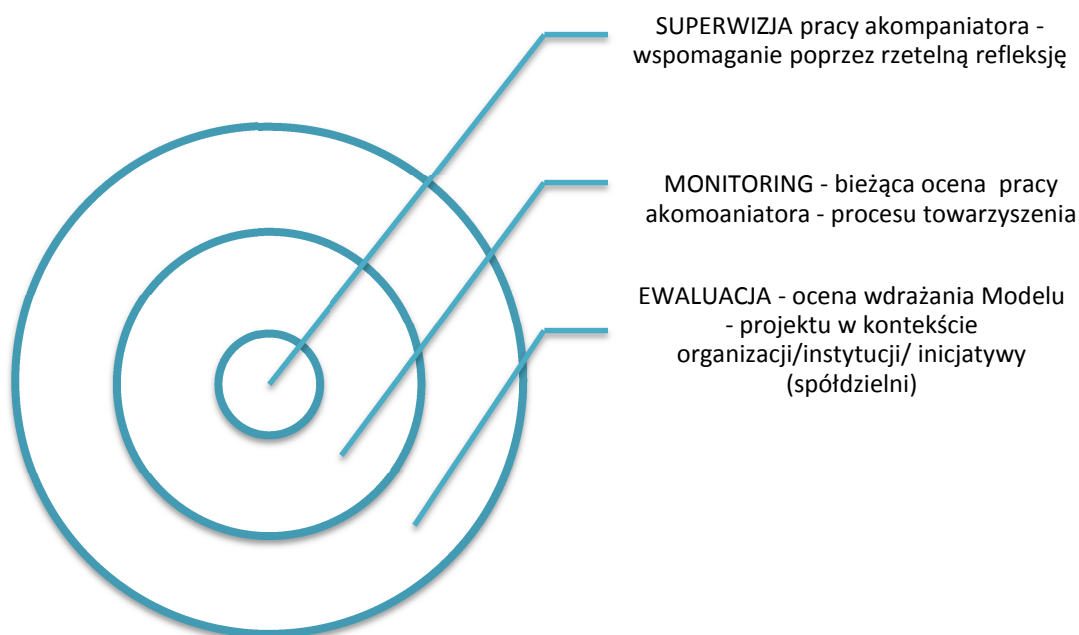 SUPERWIZJA pracy akompaniatora -
wspomaganie poprzez rzetelną refleksję
MONITORING - bieżąca ocena pracy
akomoaniatora - procesu towarzyszenia
EWALUACJA - ocena wdrażania Modelu
- projektu w kontekście
organizacji/instytucji/ inicjatywy
(spółdzielni)